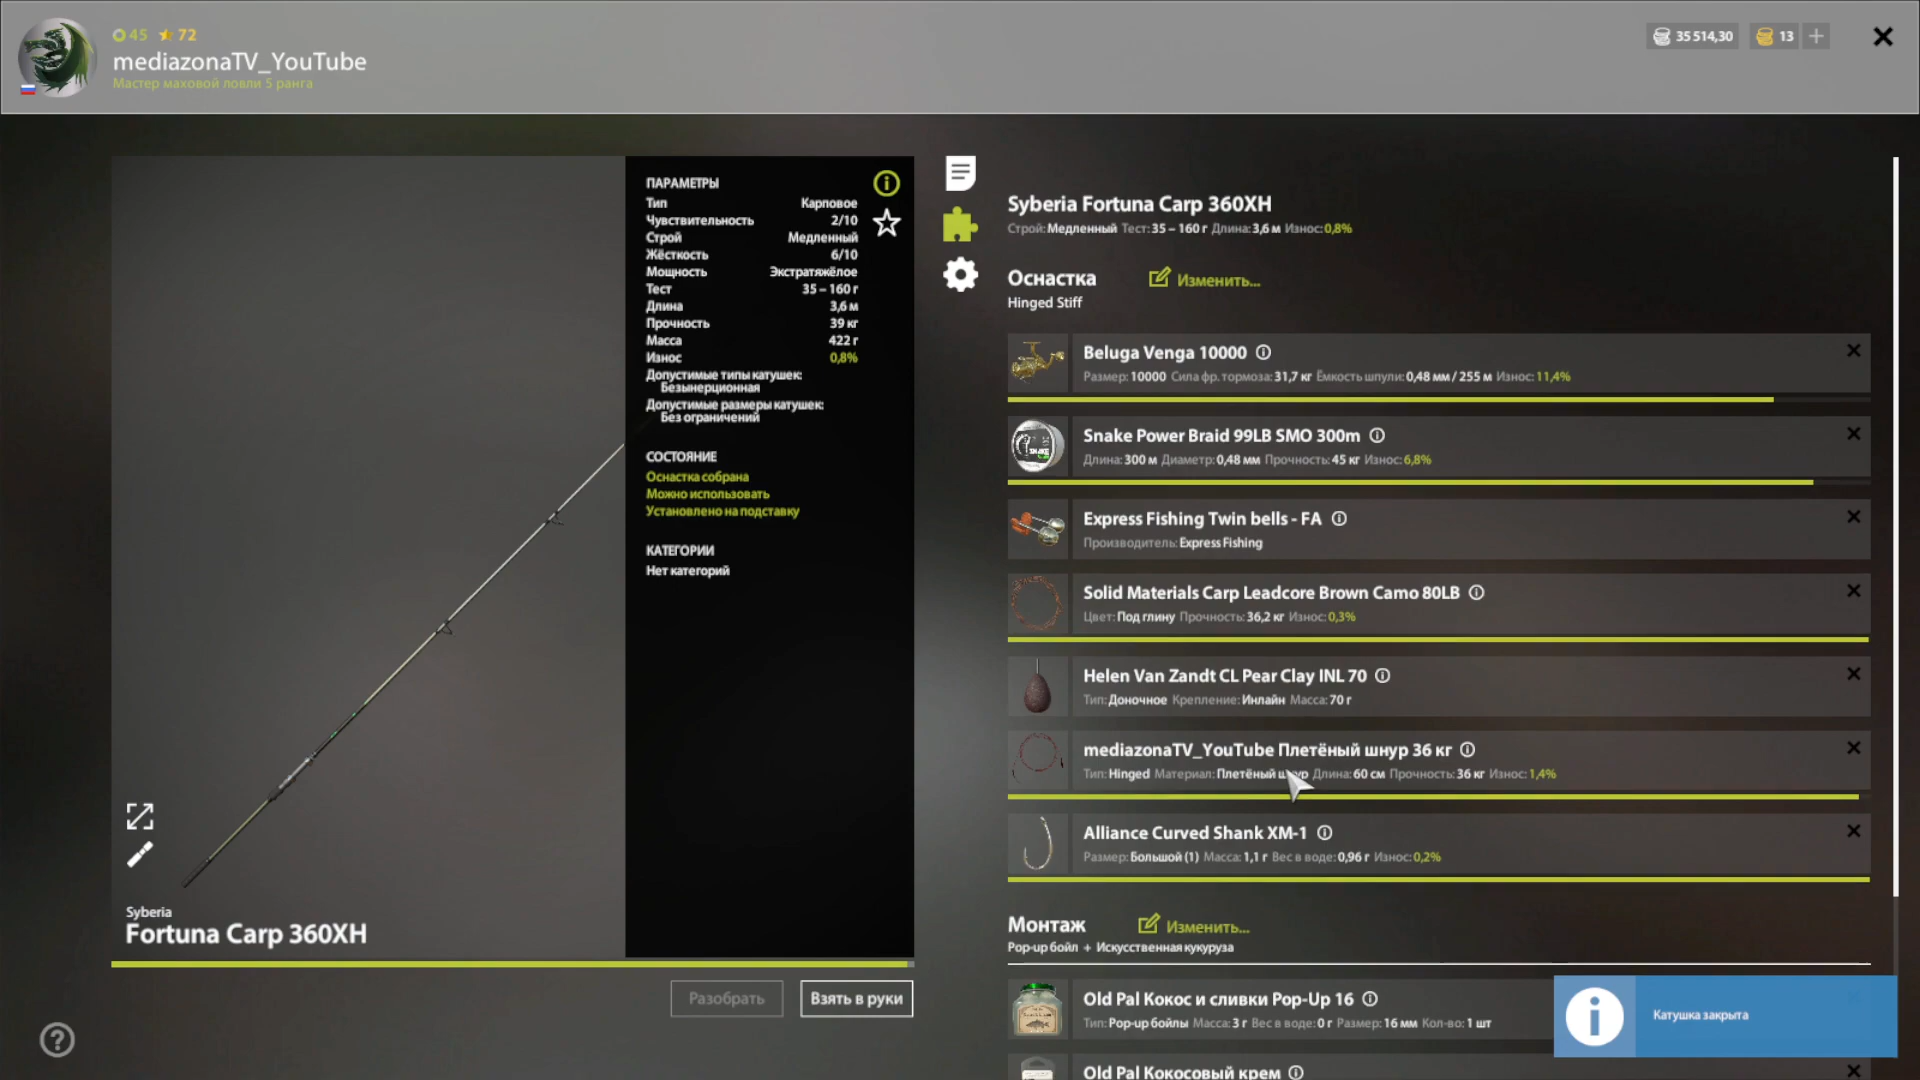 45 72
mediazonaTV_YouTube
Мастер маховой ловли 5 ранга
35 514,30 13
ПАРАМЕТРЫ
Тип Карповое
Чувствительность 2/10
Строй Медленный
Жёсткость 6/10
Мощность Экстратяжёлое
Тест 35 – 160 г
Длина 3,6 м
Прочность 39 кг
Масса 422 г
Износ 0,8%
Допустимые типы катушек:
Безынерционная
Допустимые размеры катушек:
Без ограничений
СОСТОЯНИЕ
Оснастка собрана
Можно использовать
Установлено на подставку
КАТЕГОРИИ
Нет категорий
Syberia
Fortuna Carp 360XH
Разобрать Взять в руки
Syberia Fortuna Carp 360XH
Строй: Медленный Тест: 35 – 160 г Длина: 3,6 м Износ: 0,8%
Оснастка Изменить...
Hinged Stiff
Beluga Venga 10000
Размер: 10000 Сила фр. тормоза: 31,7 кг Ёмкость шпули: 0,48 мм / 255 м Износ: 11,4%
Snake Power Braid 99LB SMO 300m
Длина: 300 м Диаметр: 0,48 мм Прочность: 45 кг Износ: 6,8%
Express Fishing Twin bells - FA
Производитель: Express Fishing
Solid Materials Carp Leadcore Brown Camo 80LB
Цвет: Под глину Прочность: 36,2 кг Износ: 0,3%
Helen Van Zandt CL Pear Clay INL 70
Тип: Доночное Крепление: Инлайн Масса: 70 г
mediazonaTV_YouTube Плетёный шнур 36 кг
Тип: Hinged Материал: Плетёный шнур Длина: 60 см Прочность: 36 кг Износ: 1,4%
Alliance Curved Shank XM-1
Размер: Большой (1) Масса: 1,1 г Вес в воде: 0,96 г Износ: 0,2%
Монтаж Изменить...
Pop-up бойл + Искусственная кукуруза
Old Pal Кокос и сливки Pop-Up 16
Тип: Pop-up бойлы Масса: 3 г Вес в воде: 0 г Размер: 16 мм Кол-во: 1 шт
Катушка закрыта
Old Pal Кокосовый крем